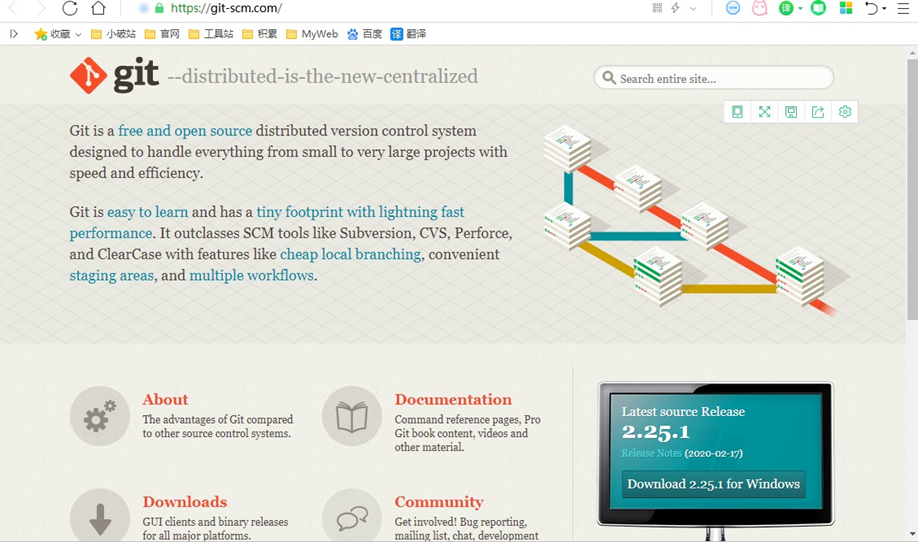 https://git-scm.com/
收藏 小破站 官网 工具站 积累 MyWeb 百度 译 翻译
git --distributed-is-the-new-centralized
Search entire site...
Git is a free and open source distributed version control system
designed to handle everything from small to very large projects with
speed and efficiency.
Git is easy to learn and has a tiny footprint with lightning fast
performance. It outclasses SCM tools like Subversion, CVS, Perforce,
and ClearCase with features like cheap local branching, convenient
staging areas, and multiple workflows.
About
The advantages of Git compared
to other source control systems.
Documentation
Command reference pages, Pro
Git book content, videos and
other material.
Downloads
GUI clients and binary releases
for all major platforms.
Community
Get involved! Bug reporting,
mailing list, chat, development
Latest source Release
2.25.1
Release Notes (2020-02-17)
Download 2.25.1 for Windows